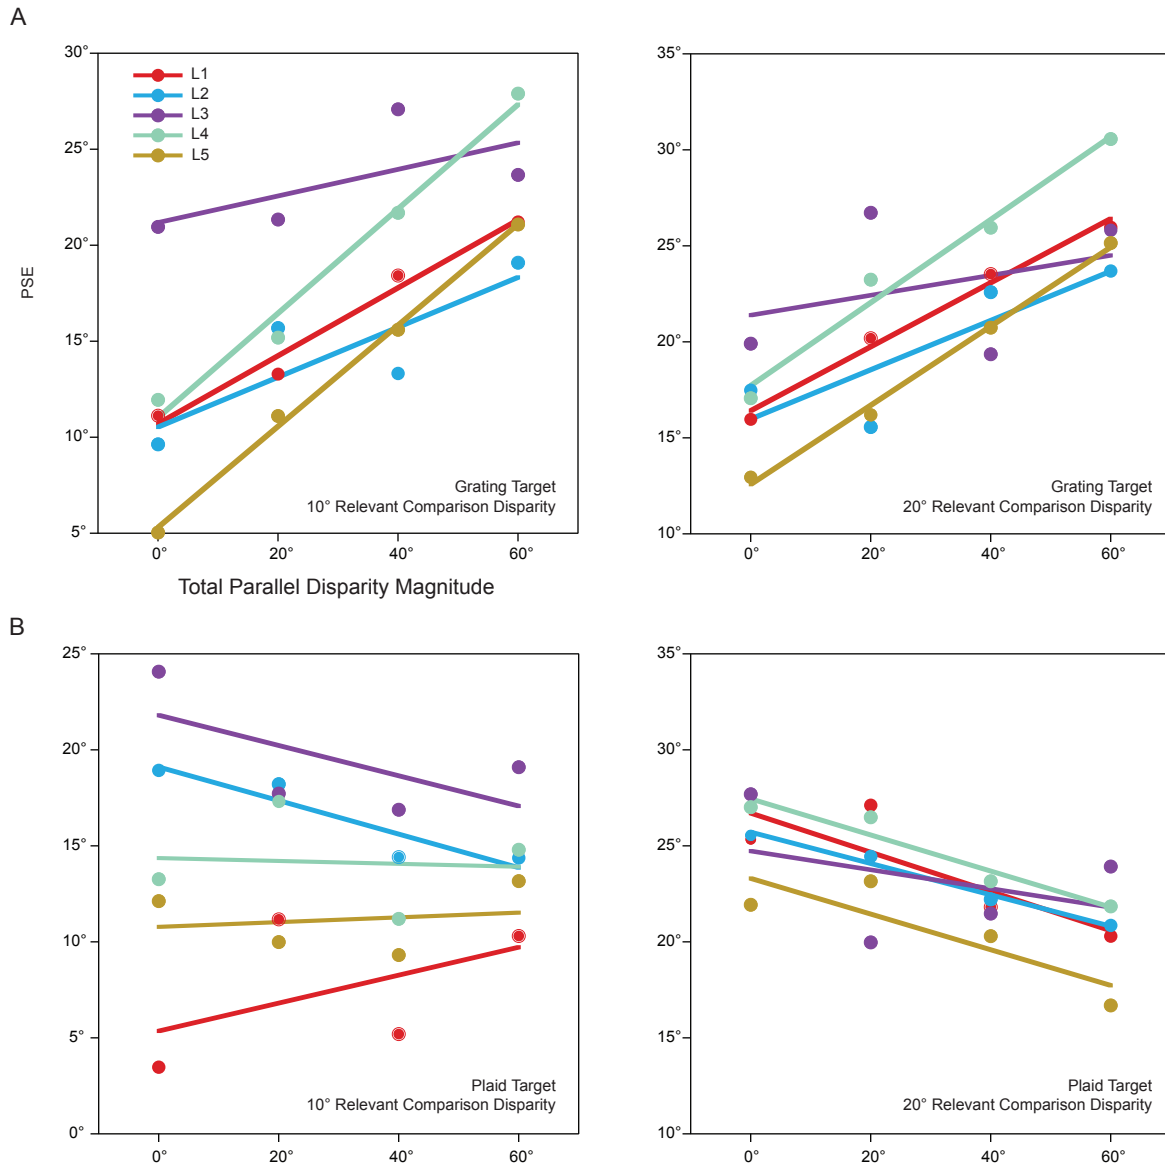 A
30°
25°
20°
15°
10°
5°
PSE
L1
L2
L3
L4
L5
Grating Target
10° Relevant Comparison Disparity
0°
20°
40°
60°
Total Parallel Disparity Magnitude
35°
30°
25°
20°
15°
10°
Grating Target
20° Relevant Comparison Disparity
0°
20°
40°
60°
B
25°
20°
15°
10°
5°
0°
Plaid Target
10° Relevant Comparison Disparity
0°
20°
40°
60°
35°
30°
25°
20°
15°
10°
Plaid Target
20° Relevant Comparison Disparity
0°
20°
40°
60°